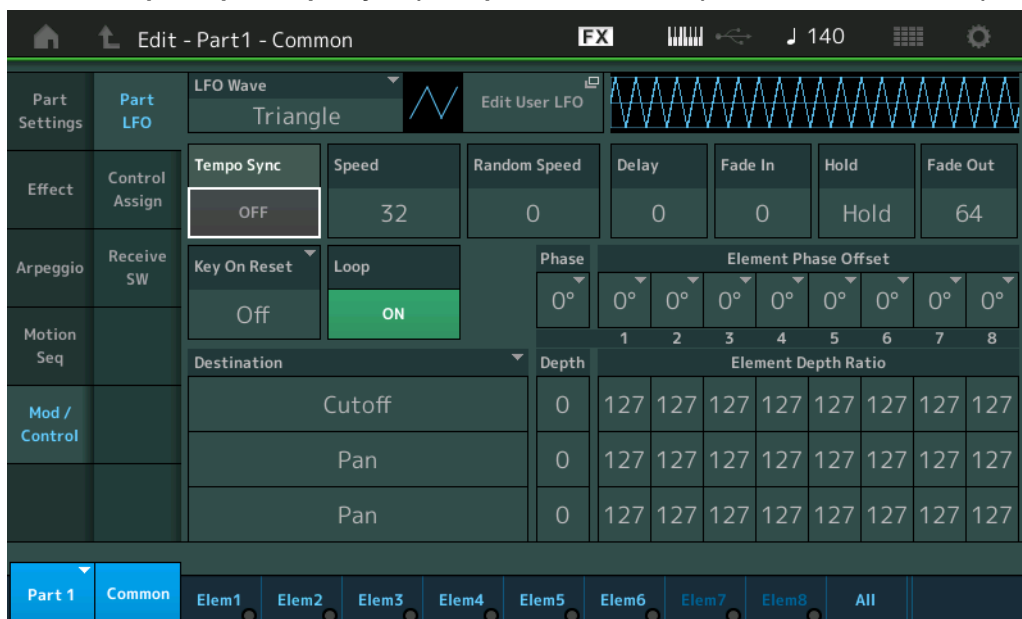 Edit - Part1 - Common
FX
140
Part Settings
Part LFO
LFO Wave
Triangle
Edit User LFO
Effect
Control Assign
Tempo Sync
OFF
Speed
32
Random Speed
0
Delay
0
Fade In
0
Hold
Hold
Fade Out
64
Arpeggio
Receive SW
Key On Reset
Off
Loop
ON
Phase
0°
Element Phase Offset
0° 0° 0° 0° 0° 0° 0° 0°
1 2 3 4 5 6 7 8
Motion Seq
Mod / Control
Destination
Depth
Element Depth Ratio
Cutoff 0 127 127 127 127 127 127 127 127
Pan 0 127 127 127 127 127 127 127 127
Pan 0 127 127 127 127 127 127 127 127
Part 1
Common
Elem1 Elem2 Elem3 Elem4 Elem5 Elem6 Elem7 Elem8 All